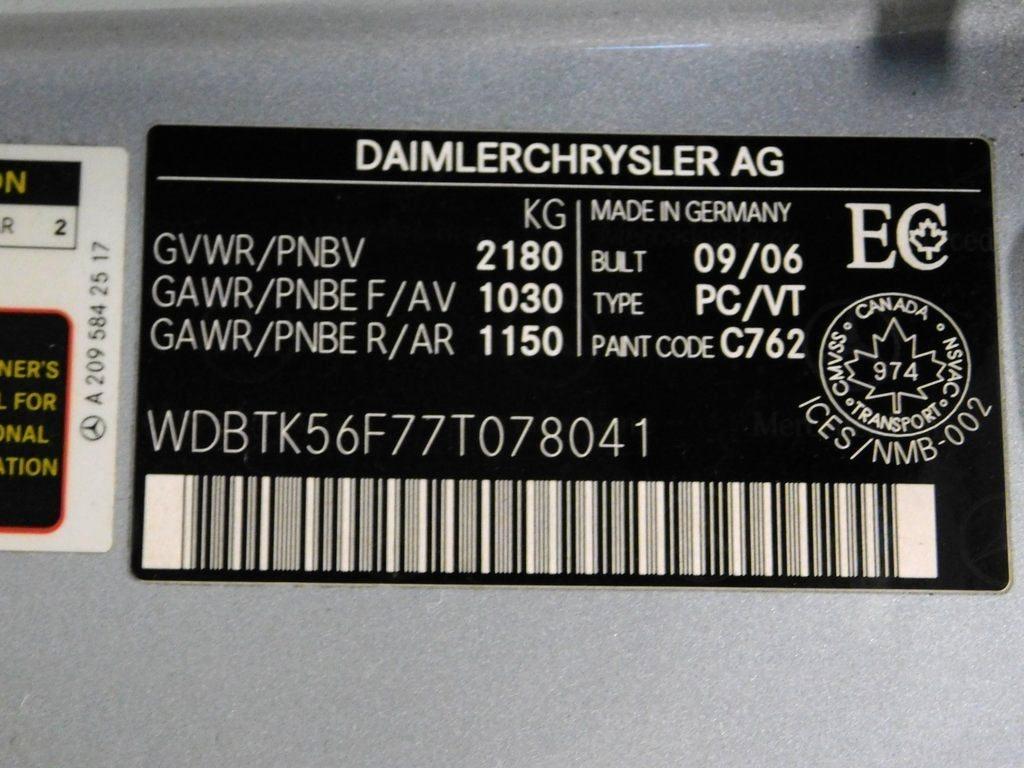 ON
R 2
NER'S
L FOR
ONAL
ATION
A 209 584 25 17
DAIMLERCHRYSLER AG
KG
GVWR/PNBV 2180
GAWR/PNBE F/AV 1030
GAWR/PNBE R/AR 1150
MADE IN GERMANY
BUILT 09/06
TYPE PC/VT
PAINT CODE C762
EC
CANADA
CMVSS NSVAC
974
TRANSPORT
ICES/NMB-002
WDBTK56F77T078041